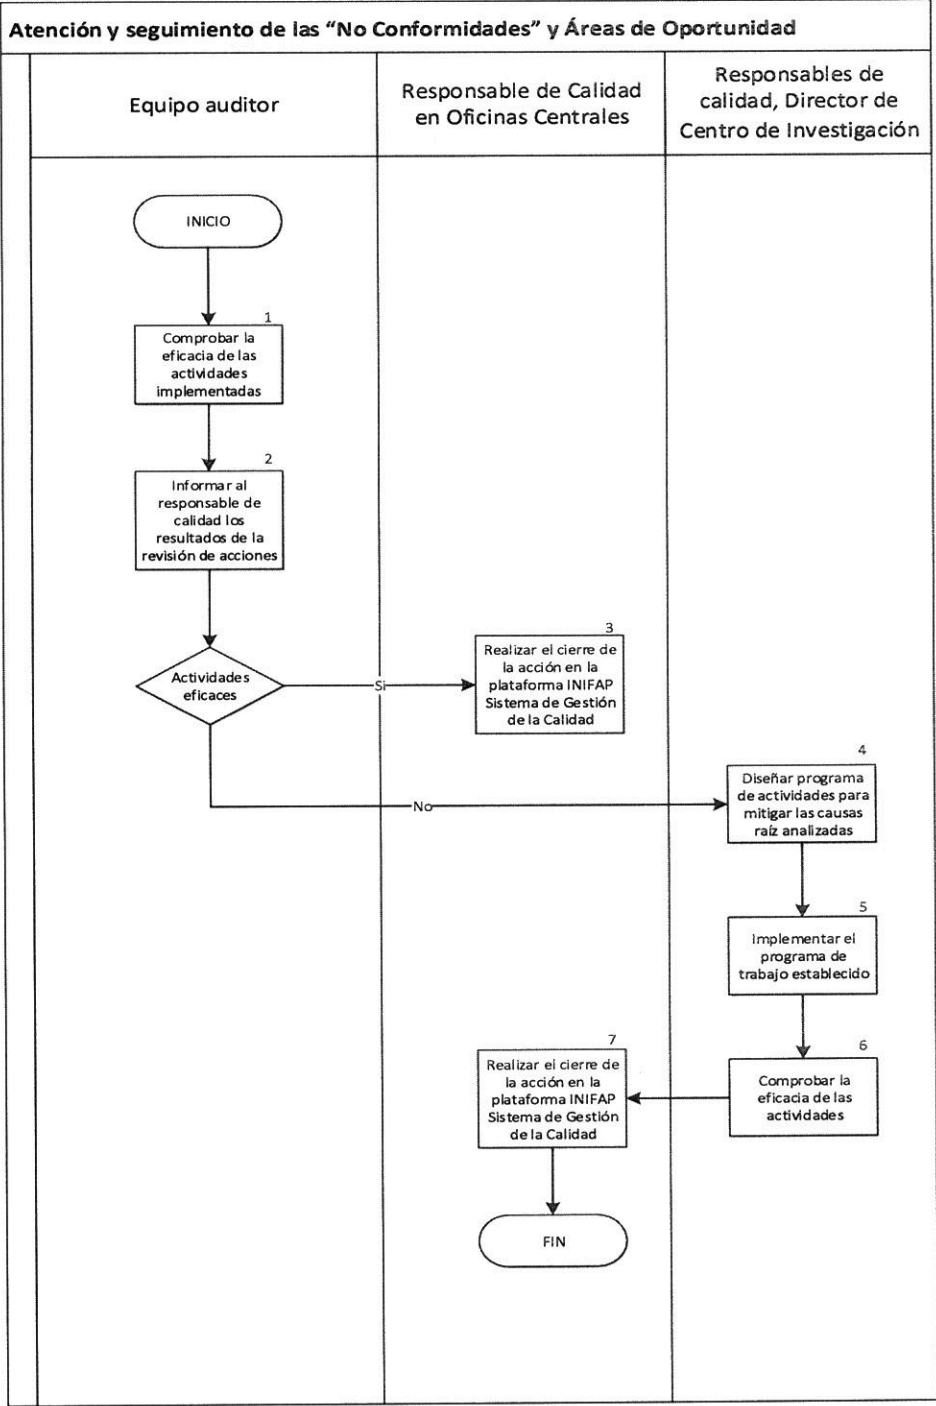 Atención y seguimiento de las “No Conformidades” y Áreas de Oportunidad
Equipo auditor
Responsable de Calidad
en Oficinas Centrales
Responsables de
calidad, Director de
Centro de Investigación
INICIO
1
Comprobar la
eficacia de las
actividades
implementadas
2
Informar al
responsable de
calidad los
resultados de la
revisión de acciones
Actividades
eficaces
Si
3
Realizar el cierre de
la acción en la
plataforma INIFAP
Sistema de Gestión
de la Calidad
No
4
Diseñar programa
de actividades para
mitigar las causas
raíz analizadas
5
Implementar el
programa de
trabajo establecido
6
Comprobar la
eficacia de las
actividades
7
Realizar el cierre de
la acción en la
plataforma INIFAP
Sistema de Gestión
de la Calidad
FIN